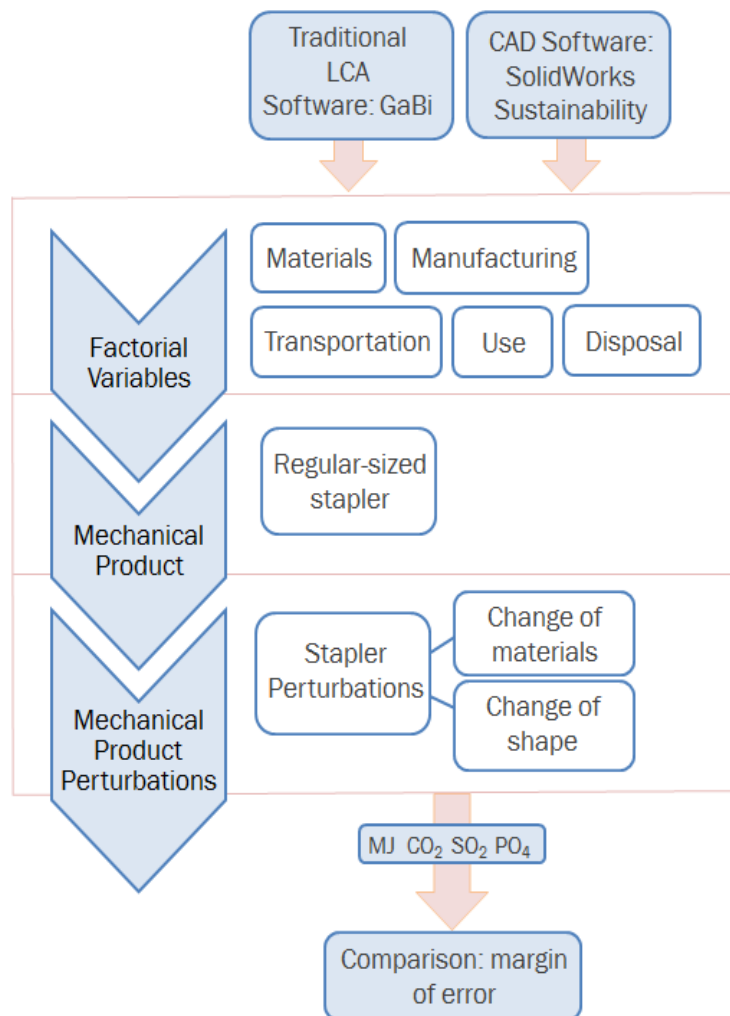 Traditional
LCA
Software: GaBi
CAD Software:
SolidWorks
Sustainability
Factorial
Variables
Materials
Manufacturing
Transportation
Use
Disposal
Mechanical
Product
Regular-sized
stapler
Mechanical
Product
Perturbations
Stapler
Perturbations
Change of
materials
Change of
shape
MJ CO₂ SO₂ PO₄
Comparison: margin
of error